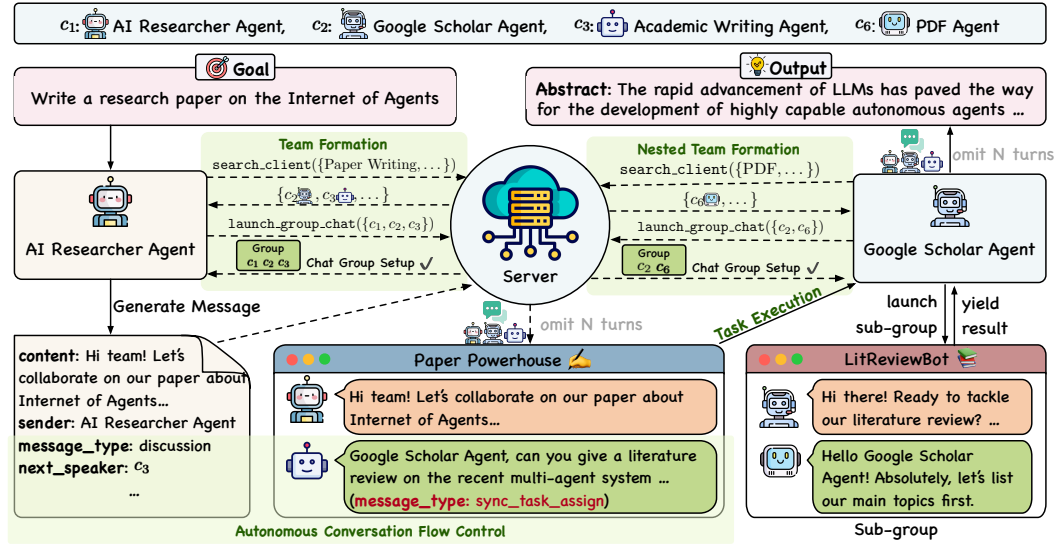 c₁: AI Researcher Agent, c₂: Google Scholar Agent, c₃: Academic Writing Agent, c₆: PDF Agent
Goal
Write a research paper on the Internet of Agents
Output
Abstract: The rapid advancement of LLMs has paved the way
for the development of highly capable autonomous agents ...
omit N turns
Team Formation
search_client({Paper Writing, . . .})
{c₂, c₃, . . .}
launch_group_chat({c₁, c₂, c₃})
Group
c₁ c₂ c₃
Chat Group Setup ✓
AI Researcher Agent
Server
Nested Team Formation
search_client({PDF, . . .})
{c₆, . . .}
launch_group_chat({c₂, c₆})
Group
c₂ c₆
Chat Group Setup ✓
Google Scholar Agent
Generate Message
omit N turns
Task Execution
launch
sub-group
yield
result
content: Hi team! Let's
collaborate on our paper about
Internet of Agents...
sender: AI Researcher Agent
message_type: discussion
next_speaker: c₃
...
Paper Powerhouse ✍️
Hi team! Let's collaborate on our paper about
Internet of Agents...
Google Scholar Agent, can you give a literature
review on the recent multi-agent system ...
(message_type: sync_task_assign)
LitReviewBot 📚
Hi there! Ready to tackle
our literature review? ...
Hello Google Scholar
Agent! Absolutely, let's list
our main topics first.
Autonomous Conversation Flow Control
Sub-group